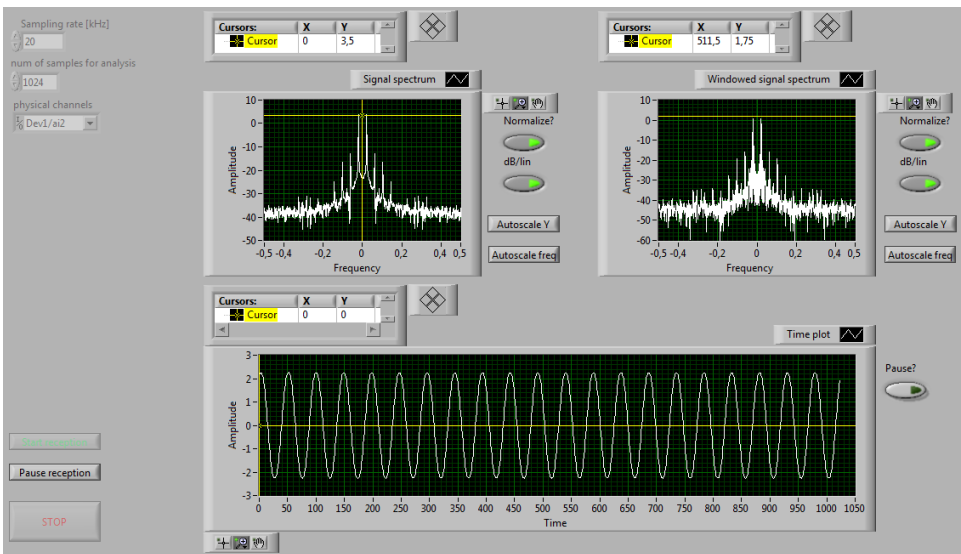 Sampling rate [kHz]
20
num of samples for analysis
1024
physical channels
Dev1/ai2
Cursors: X Y
Cursor 0 3,5
Signal spectrum
Amplitude
10
0
-10
-20
-30
-40
-50
-0,5 -0,4 -0,2 0 0,2 0,4 0,5
Frequency
Normalize?
dB/lin
Autoscale Y
Autoscale freq
Cursors: X Y
Cursor 511,5 1,75
Windowed signal spectrum
Amplitude
10
0
-10
-20
-30
-40
-50
-60
-0,5 -0,4 -0,2 0 0,2 0,4 0,5
Frequency
Normalize?
dB/lin
Autoscale Y
Autoscale freq
Cursors: X Y
Cursor 0 0
Time plot
Amplitude
3
2
1
0
-1
-2
-3
0 50 100 150 200 250 300 350 400 450 500 550 600 650 700 750 800 850 900 950 1000 1050
Time
Pause?
Start reception
Pause reception
STOP